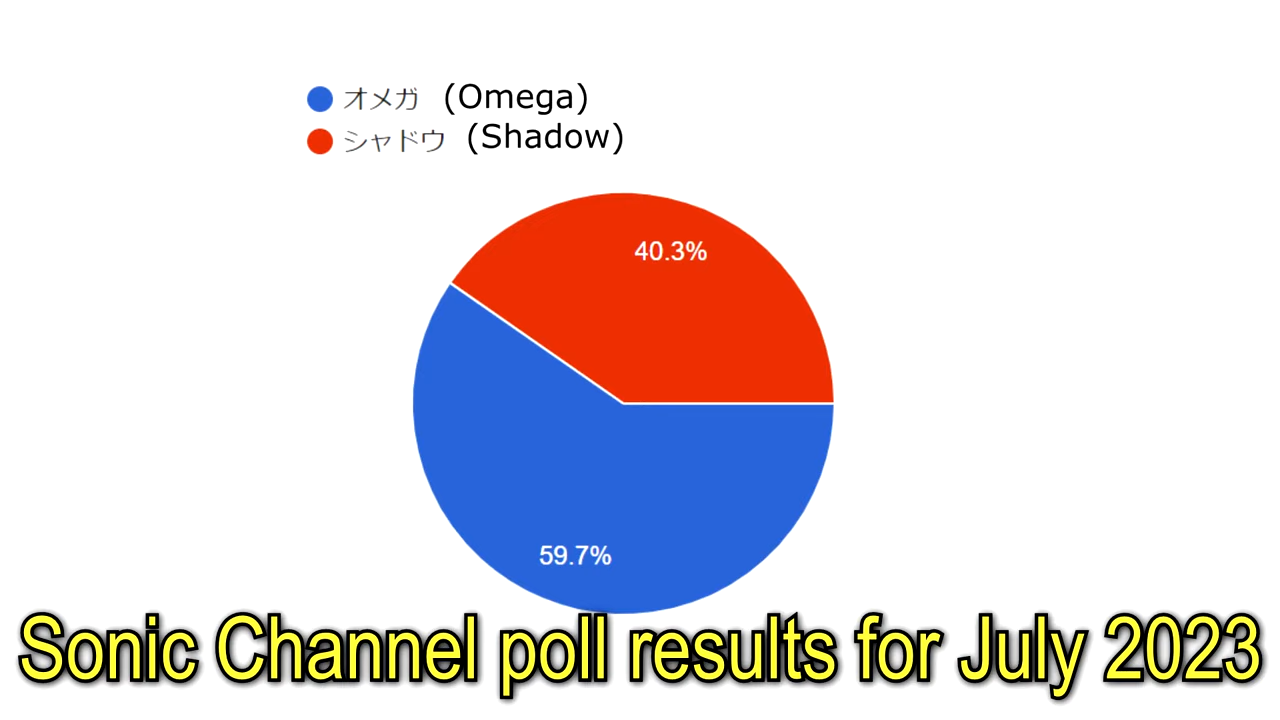 オメガ (Omega)
シャドウ (Shadow)
40.3%
59.7%
Sonic Channel poll results for July 2023